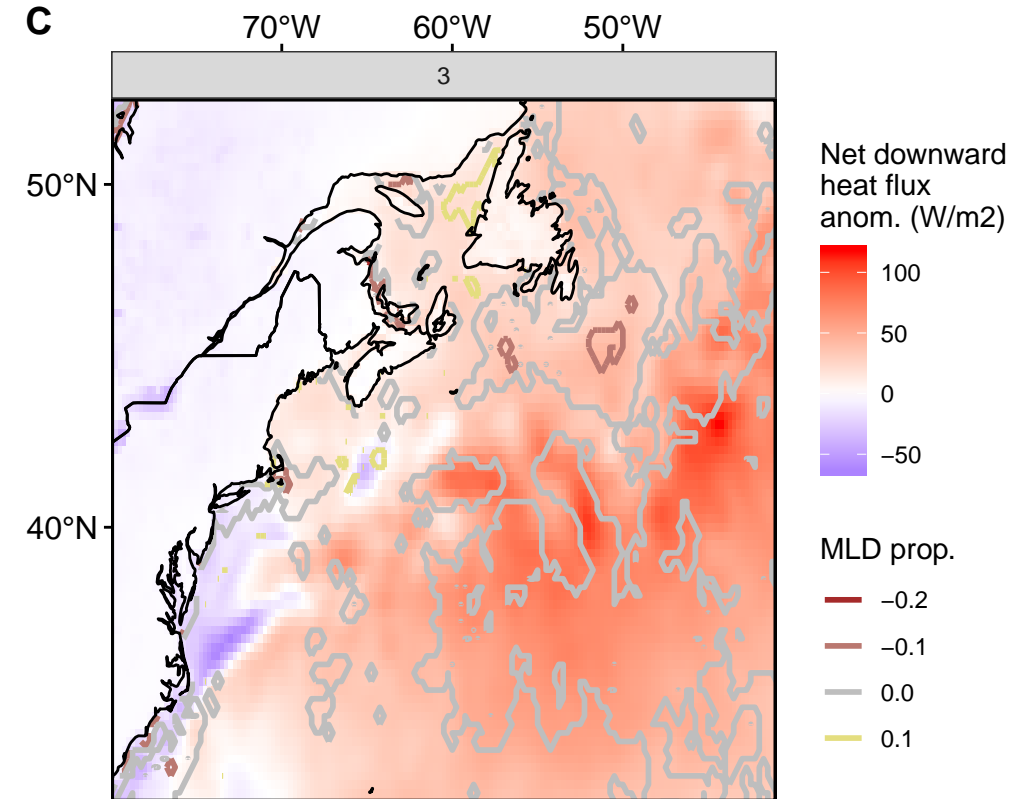 C
70°W 60°W 50°W
3
50°N
40°N
Net downward
heat flux
anom. (W/m2)
100
50
0
−50
MLD prop.
−0.2
−0.1
0.0
0.1